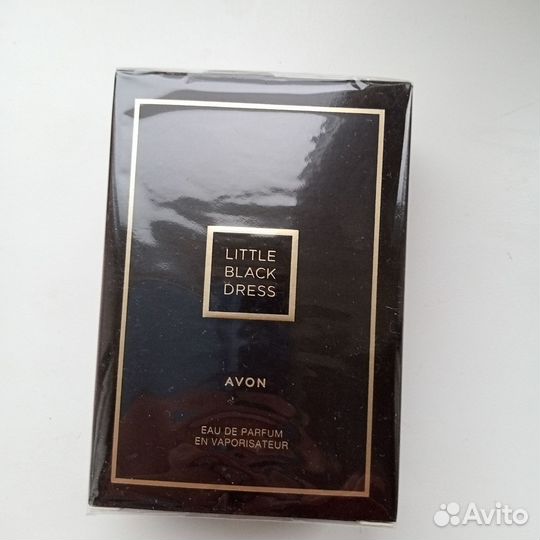 LITTLE
BLACK
DRESS
AVON
EAU DE PARFUM
EN VAPORISATEUR
Avito